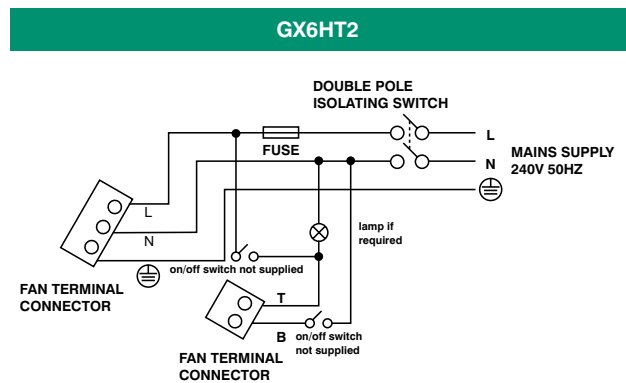 GX6HT2
DOUBLE POLE
ISOLATING SWITCH
L
FUSE
N
MAINS SUPPLY
240V 50HZ
L
N
lamp if
required
on/off switch not supplied
FAN TERMINAL
CONNECTOR
T
B
on/off switch
not supplied
FAN TERMINAL
CONNECTOR